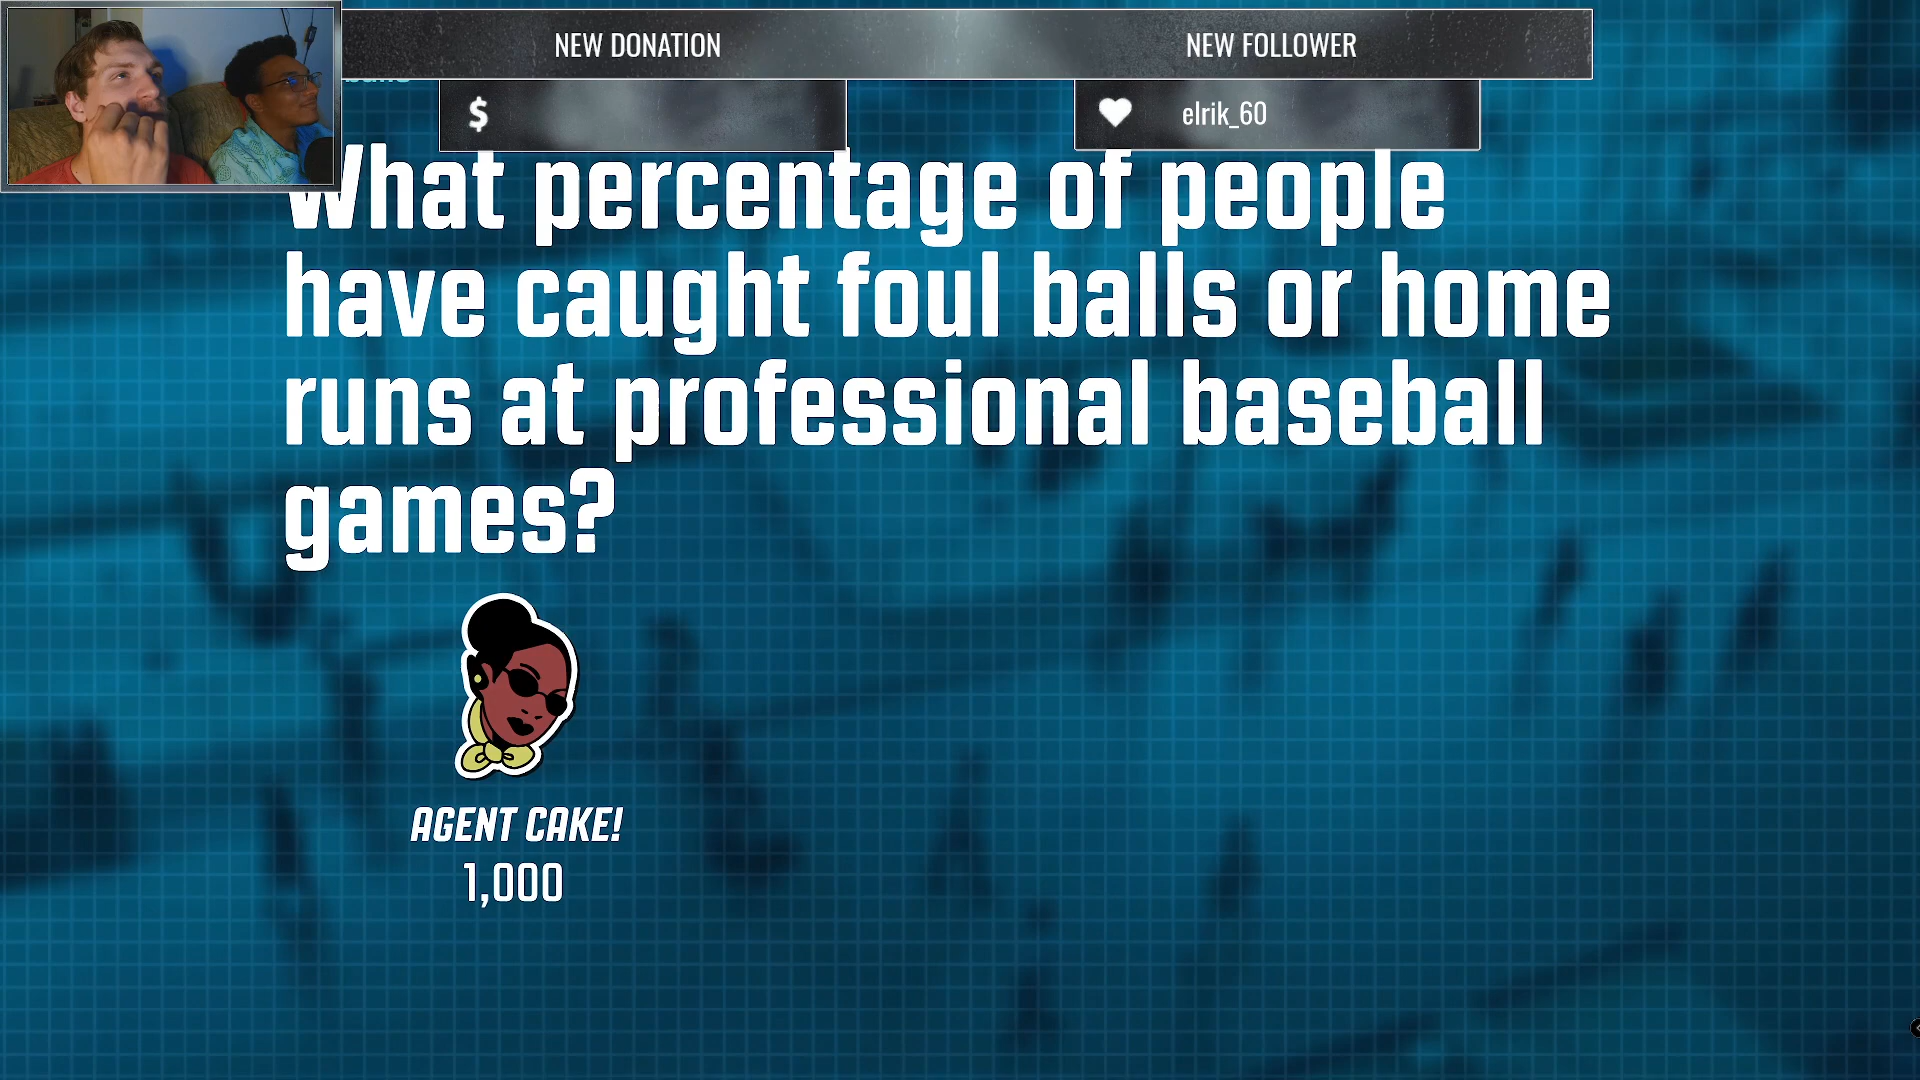 NEW DONATION
NEW FOLLOWER
$
elrik_60
What percentage of people
have caught foul balls or home
runs at professional baseball
games?
AGENT CAKE!
1,000